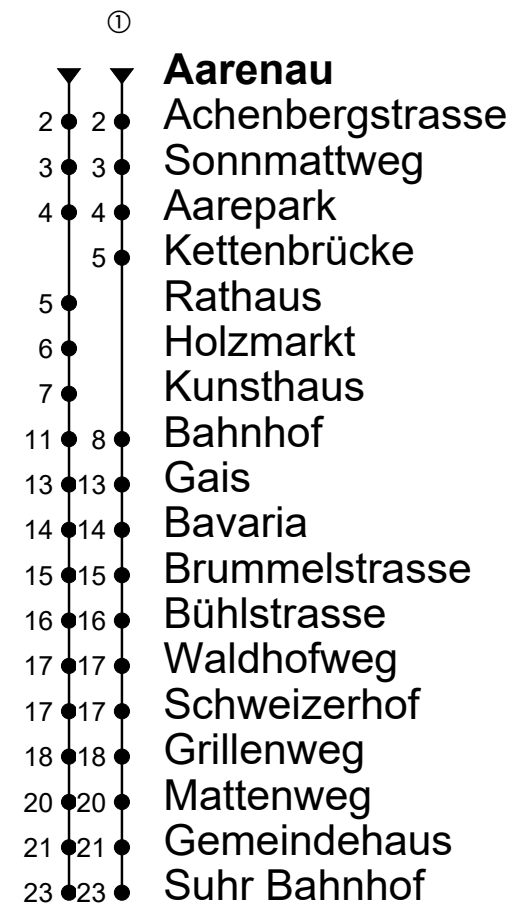 ①
Aarenau
2 2 Achenbergstrasse
3 3 Sonnmattweg
4 4 Aarepark
5 Kettenbrücke
5 Rathaus
6 Holzmarkt
7 Kunsthaus
11 8 Bahnhof
13 13 Gais
14 14 Bavaria
15 15 Brummelstrasse
16 16 Bühlstrasse
17 17 Waldhofweg
17 17 Schweizerhof
18 18 Grillenweg
20 20 Mattenweg
21 21 Gemeindehaus
23 23 Suhr Bahnhof